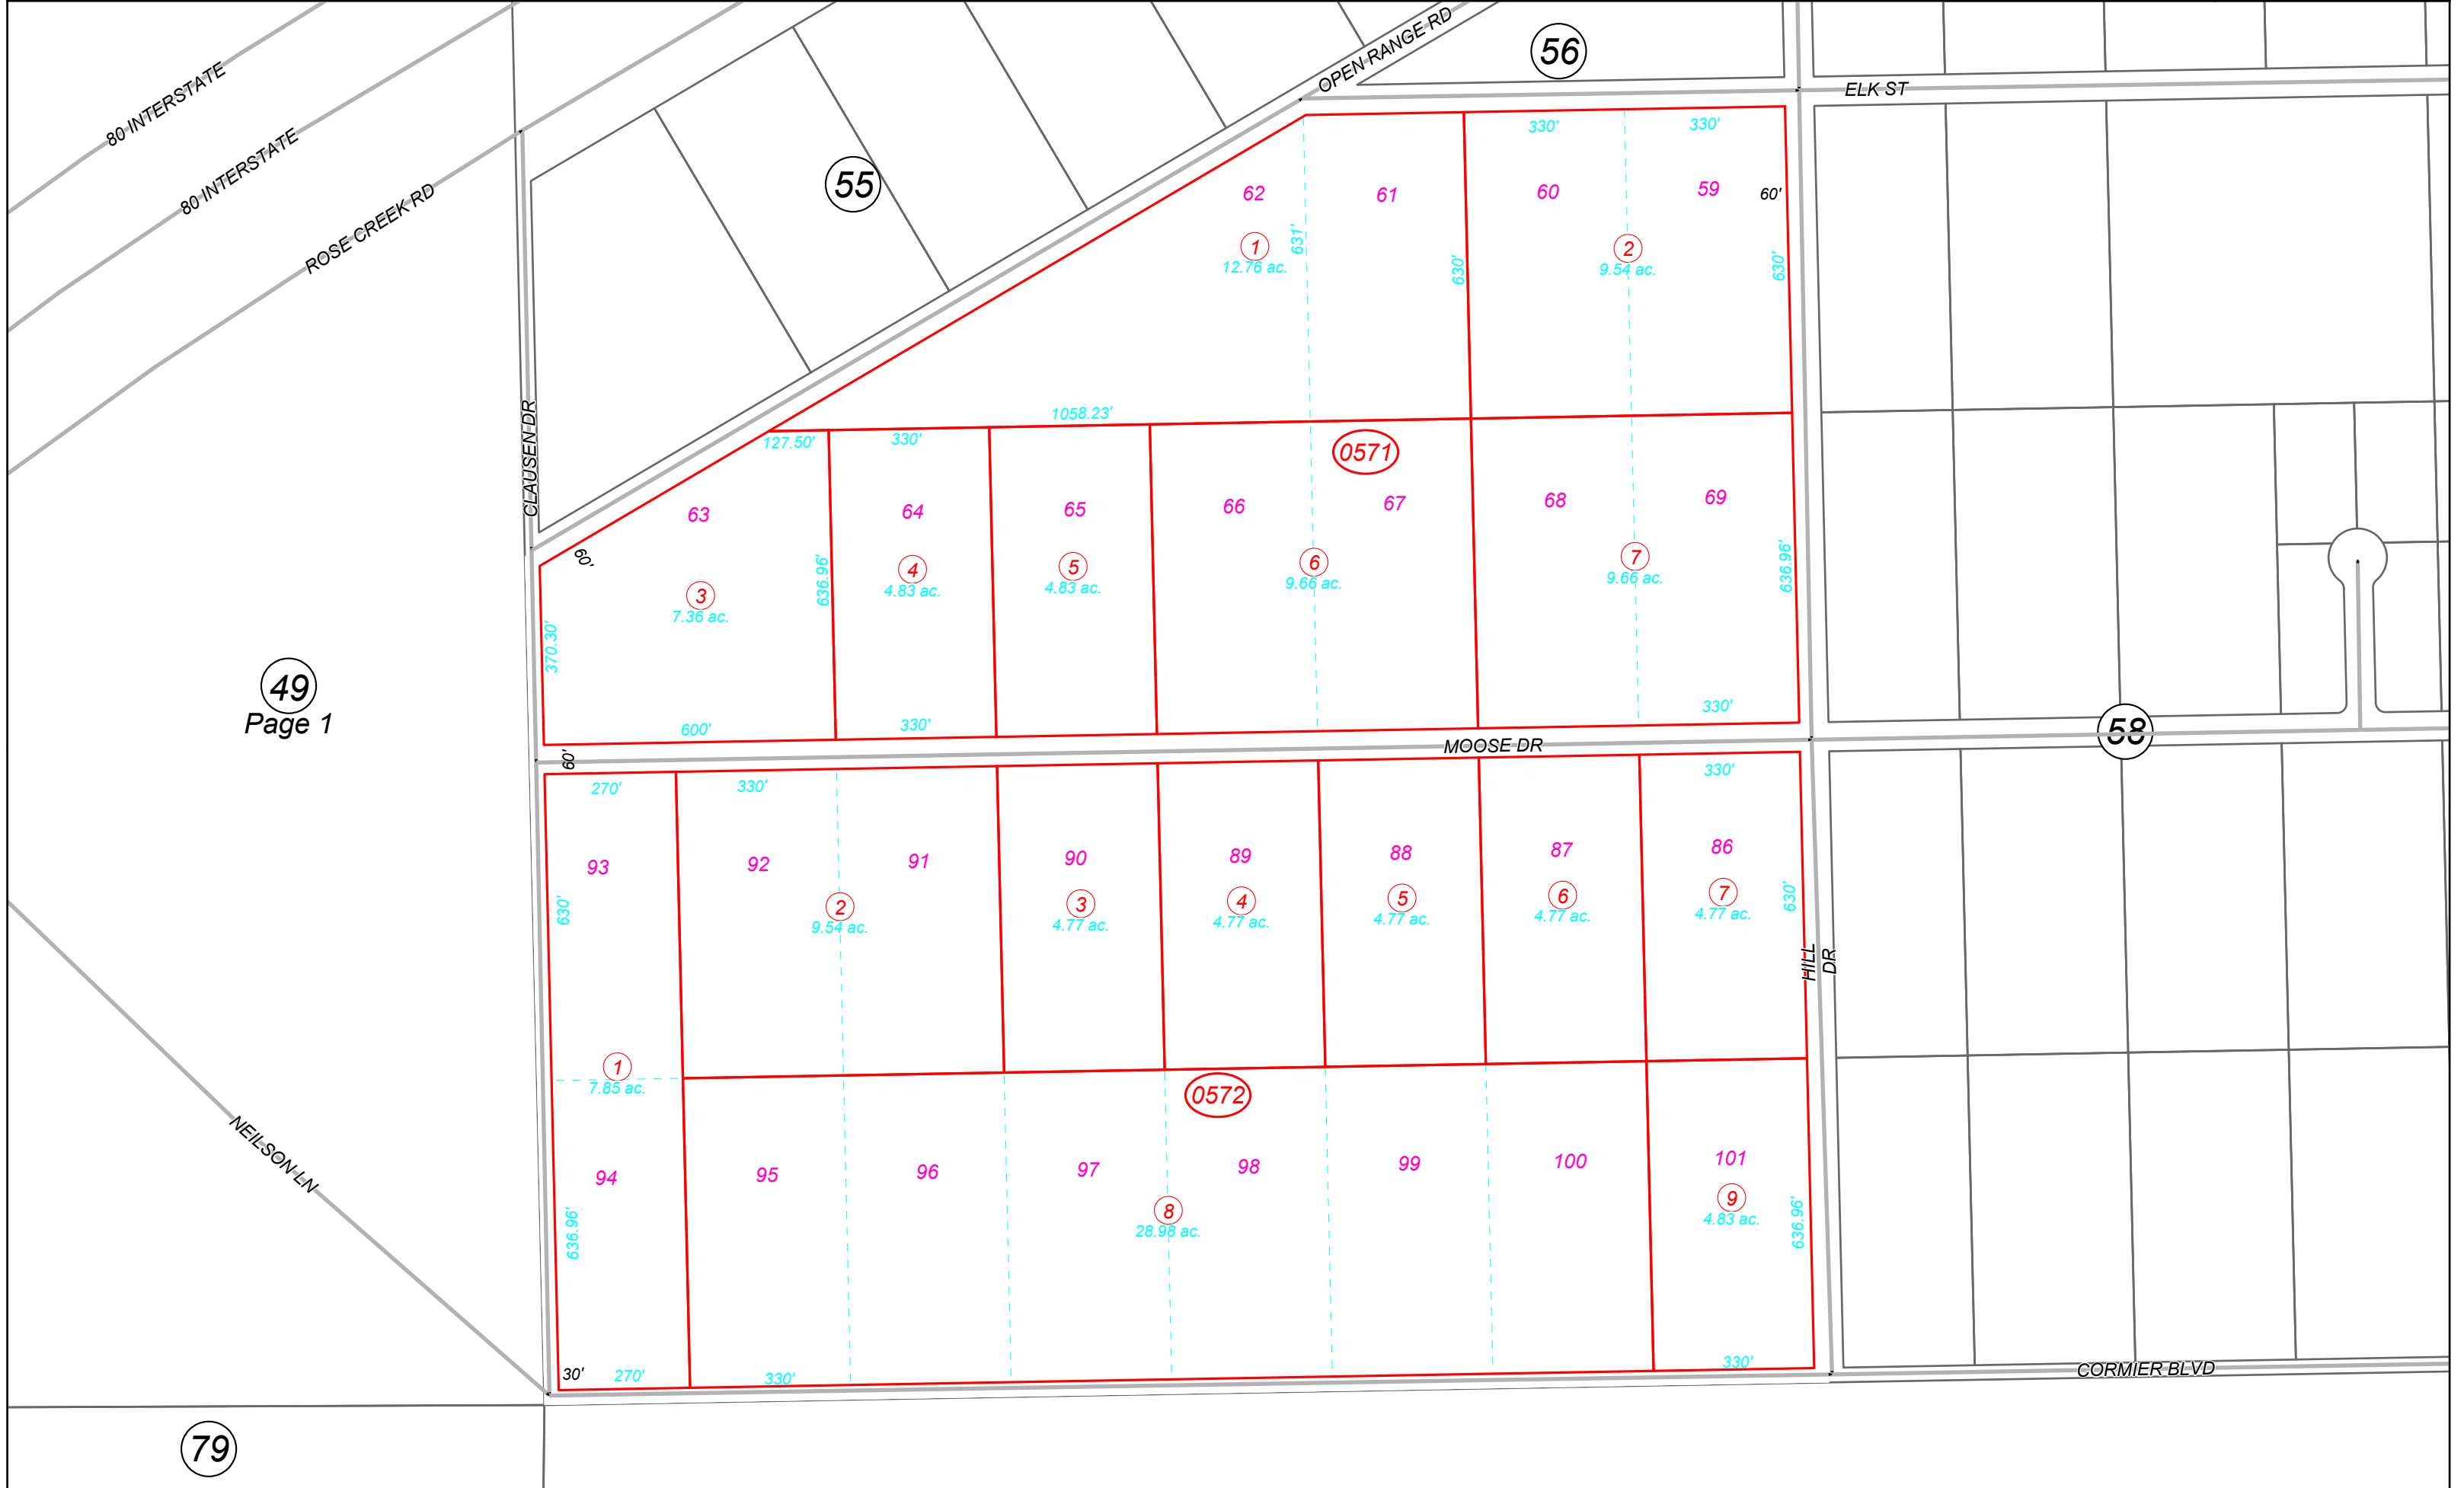 80 INTERSTATE
80 INTERSTATE
ROSE CREEK RD
OPEN RANGE RD
56
ELK ST
55
330'
330'
62
61
60
59
60'
1
12.76 ac.
631'
630'
2
9.54 ac.
630'
CLAUSEN DR
1058.23'
127.50'
330'
0571
63
64
65
66
67
68
69
60'
3
7.36 ac.
636.96'
4
4.83 ac.
5
4.83 ac.
6
9.66 ac.
7
9.66 ac.
636.96'
370.30'
49
Page 1
600'
330'
330'
58
MOOSE DR
60'
270'
330'
330'
93
92
91
90
89
88
87
86
630'
2
9.54 ac.
3
4.77 ac.
4
4.77 ac.
5
4.77 ac.
6
4.77 ac.
7
4.77 ac.
630'
HILL DR
1
7.85 ac.
0572
NEILSON LN
94
95
96
97
98
99
100
101
636.96'
8
28.98 ac.
9
4.83 ac.
636.96'
30'
270'
330'
330'
CORMIER BLVD
79